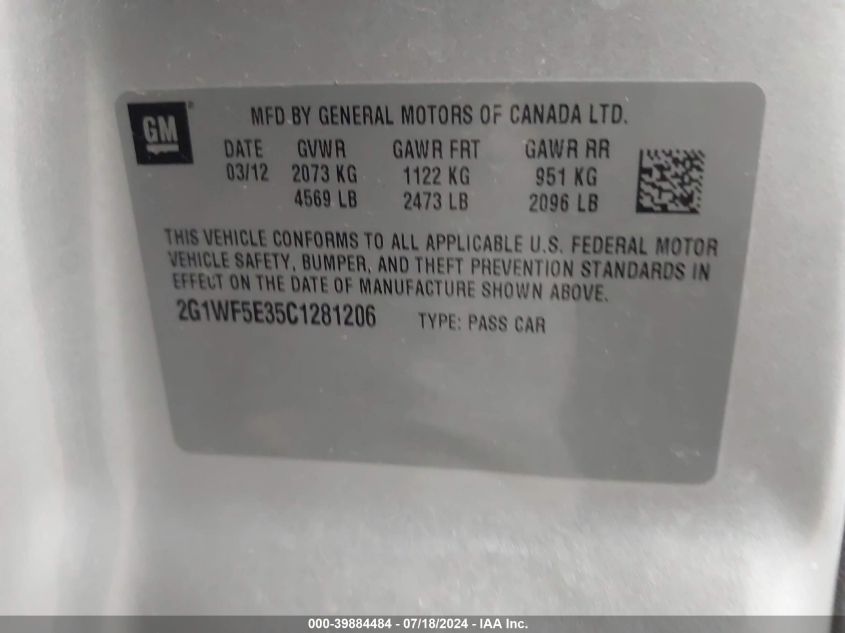 GM®
MFD BY GENERAL MOTORS OF CANADA LTD.
DATE GVWR GAWR FRT GAWR RR
03/12 2073 KG 1122 KG 951 KG
4569 LB 2473 LB 2096 LB
THIS VEHICLE CONFORMS TO ALL APPLICABLE U.S. FEDERAL MOTOR
VEHICLE SAFETY, BUMPER, AND THEFT PREVENTION STANDARDS IN
EFFECT ON THE DATE OF MANUFACTURE SHOWN ABOVE.
2G1WF5E35C1281206 TYPE: PASS CAR
000-39884484 - 07/18/2024 - IAA Inc.